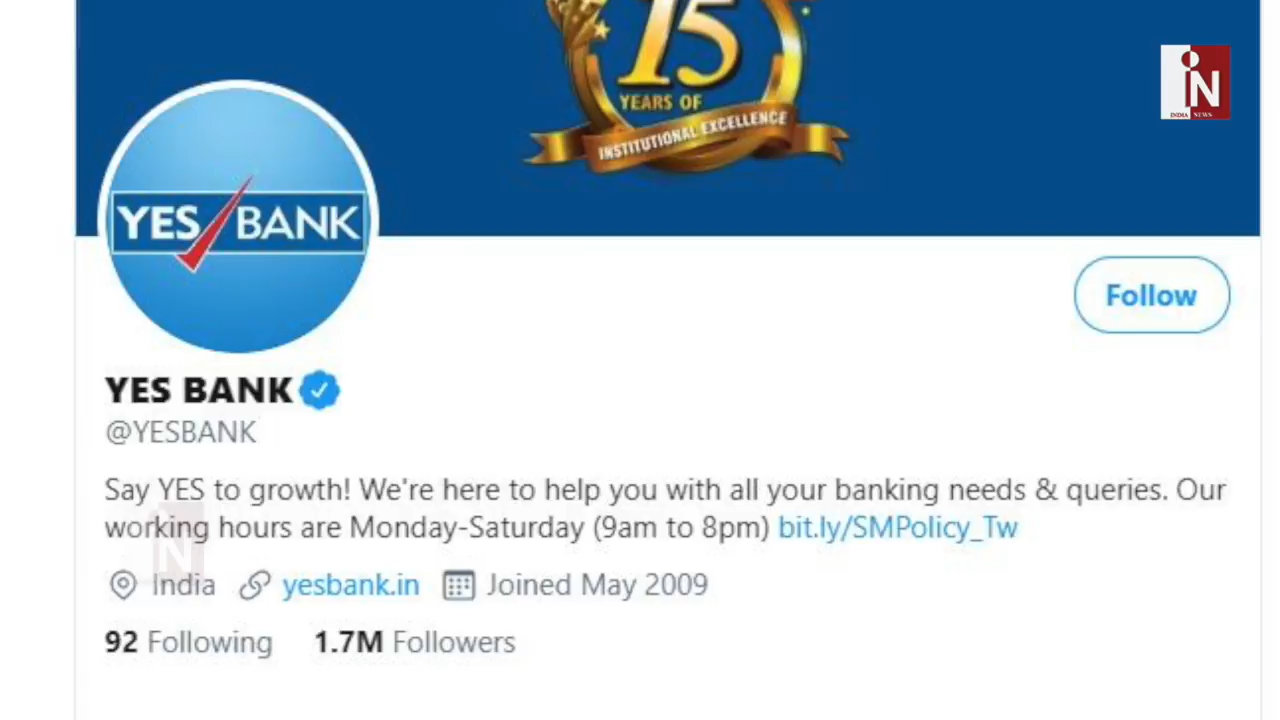 15
YEARS OF
INSTITUTIONAL EXCELLENCE
iN
INDIA NEWS
YES BANK
Follow
YES BANK
@YESBANK
Say YES to growth! We're here to help you with all your banking needs & queries. Our
working hours are Monday-Saturday (9am to 8pm) bit.ly/SMPolicy_Tw
N
India yesbank.in Joined May 2009
92 Following 1.7M Followers